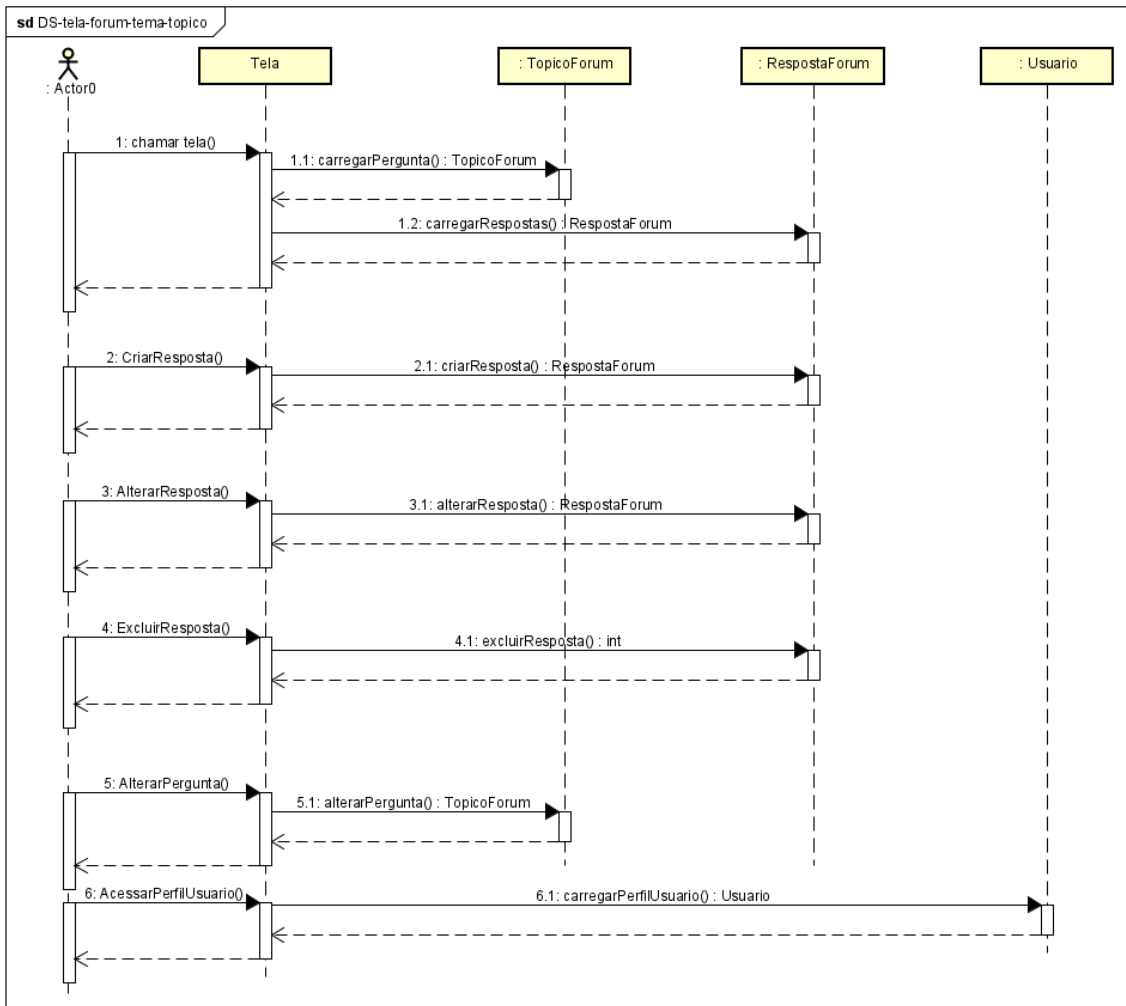 sd DS-tela-forum-tema-topico
: Actor0
Tela
: TopicoForum
: RespostaForum
: Usuario
1: chamar tela()
1.1: carregarPergunta() : TopicoForum
1.2: carregarRespostas() : RespostaForum
2: CriarResposta()
2.1: criarResposta() : RespostaForum
3: AlterarResposta()
3.1: alterarResposta() : RespostaForum
4: ExcluirResposta()
4.1: excluirResposta() : int
5: AlterarPergunta()
5.1: alterarPergunta() : TopicoForum
6: AcessarPerfilUsuario()
6.1: carregarPerfilUsuario() : Usuario